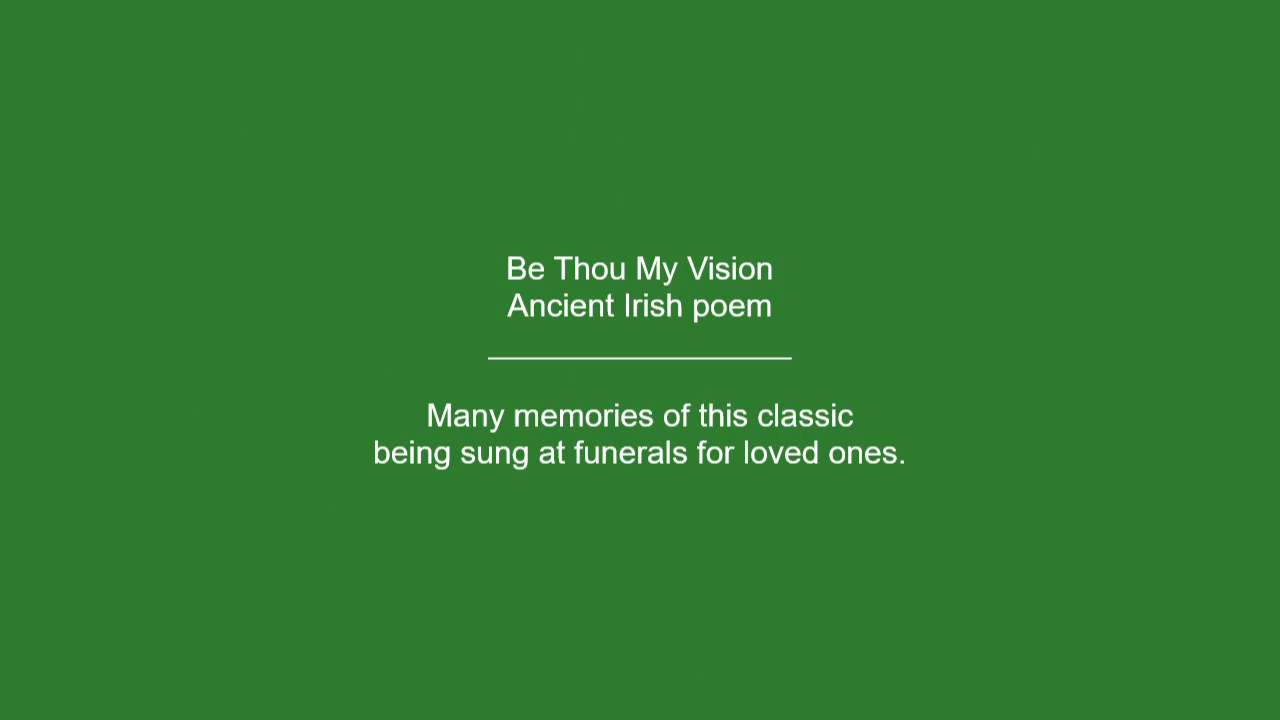 Be Thou My Vision
Ancient Irish poem
Many memories of this classic
being sung at funerals for loved ones.